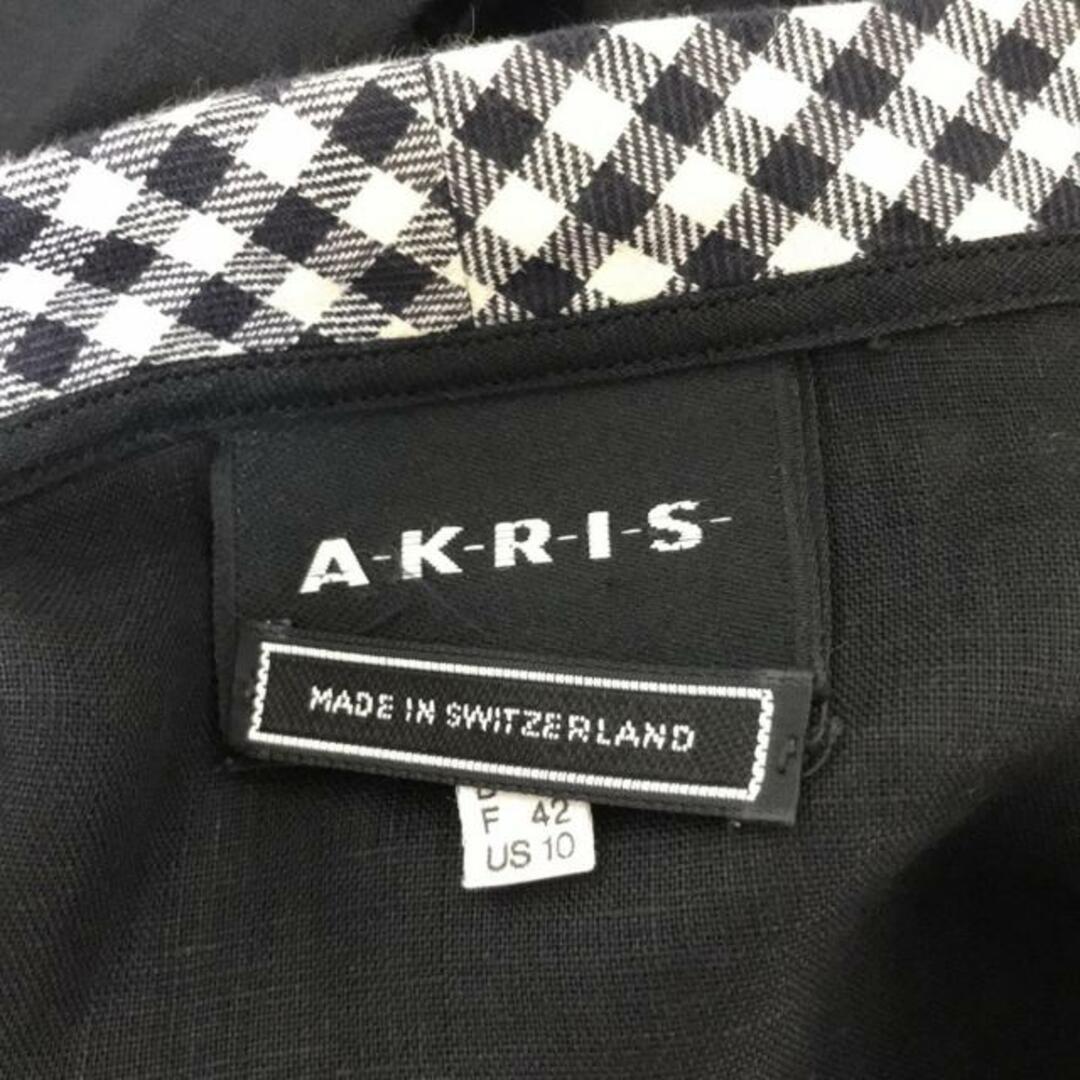 A-K-R-I-S-
MADE IN SWITZERLAND
F 42
US 10